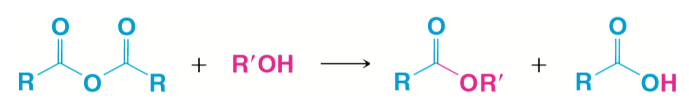 O O O O
R O R + R′OH → R OR′ + R OH